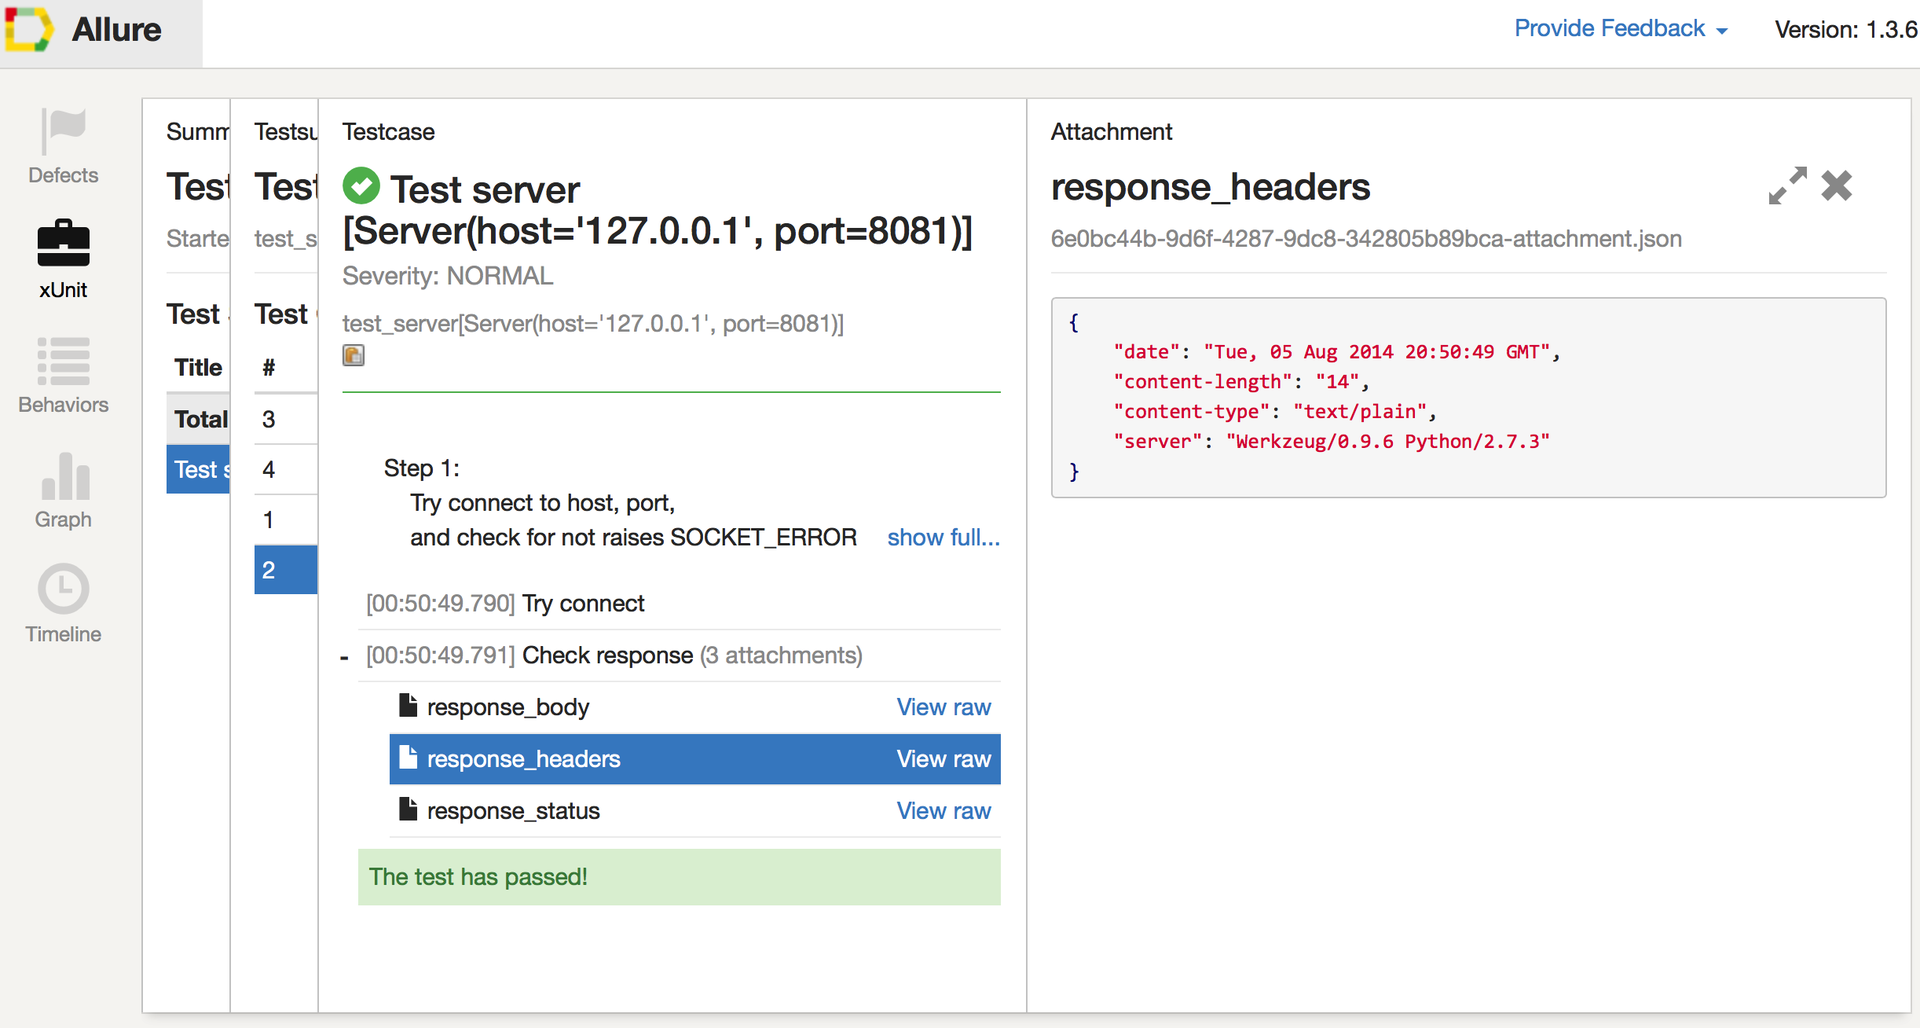 Allure
Provide Feedback
Version: 1.3.6
Defects
xUnit
Behaviors
Graph
Timeline
Summ
Test
Starte
Test
Title
Total
Test s
Testsu
Test
test_s
Test
#
3
4
1
2
Testcase
Test server
[Server(host='127.0.0.1', port=8081)]
Severity: NORMAL
test_server[Server(host='127.0.0.1', port=8081)]
Step 1:
Try connect to host, port,
and check for not raises SOCKET_ERROR show full...
[00:50:49.790] Try connect
- [00:50:49.791] Check response (3 attachments)
response_body View raw
response_headers View raw
response_status View raw
The test has passed!
Attachment
response_headers
6e0bc44b-9d6f-4287-9dc8-342805b89bca-attachment.json
{
"date": "Tue, 05 Aug 2014 20:50:49 GMT",
"content-length": "14",
"content-type": "text/plain",
"server": "Werkzeug/0.9.6 Python/2.7.3"
}